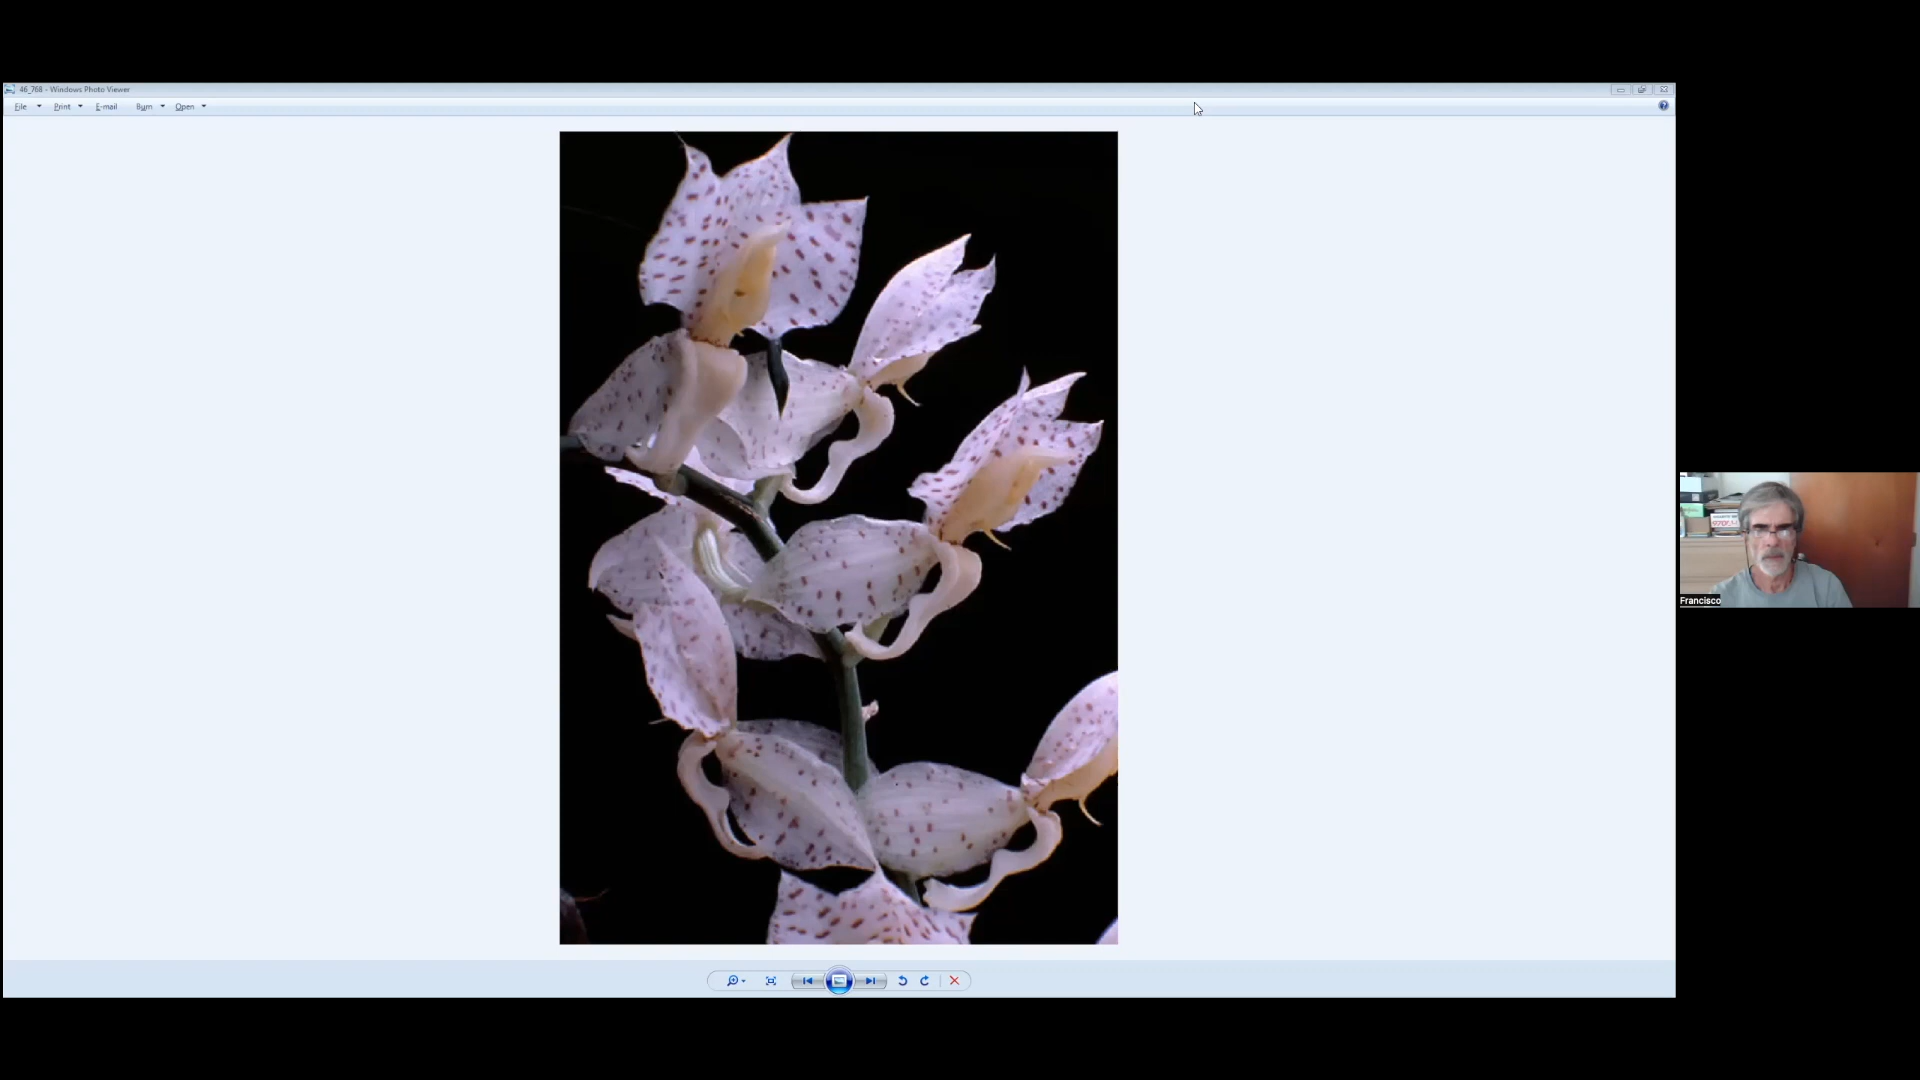 46_768 - Windows Photo Viewer
File Print E-mail Burn Open
Francisco